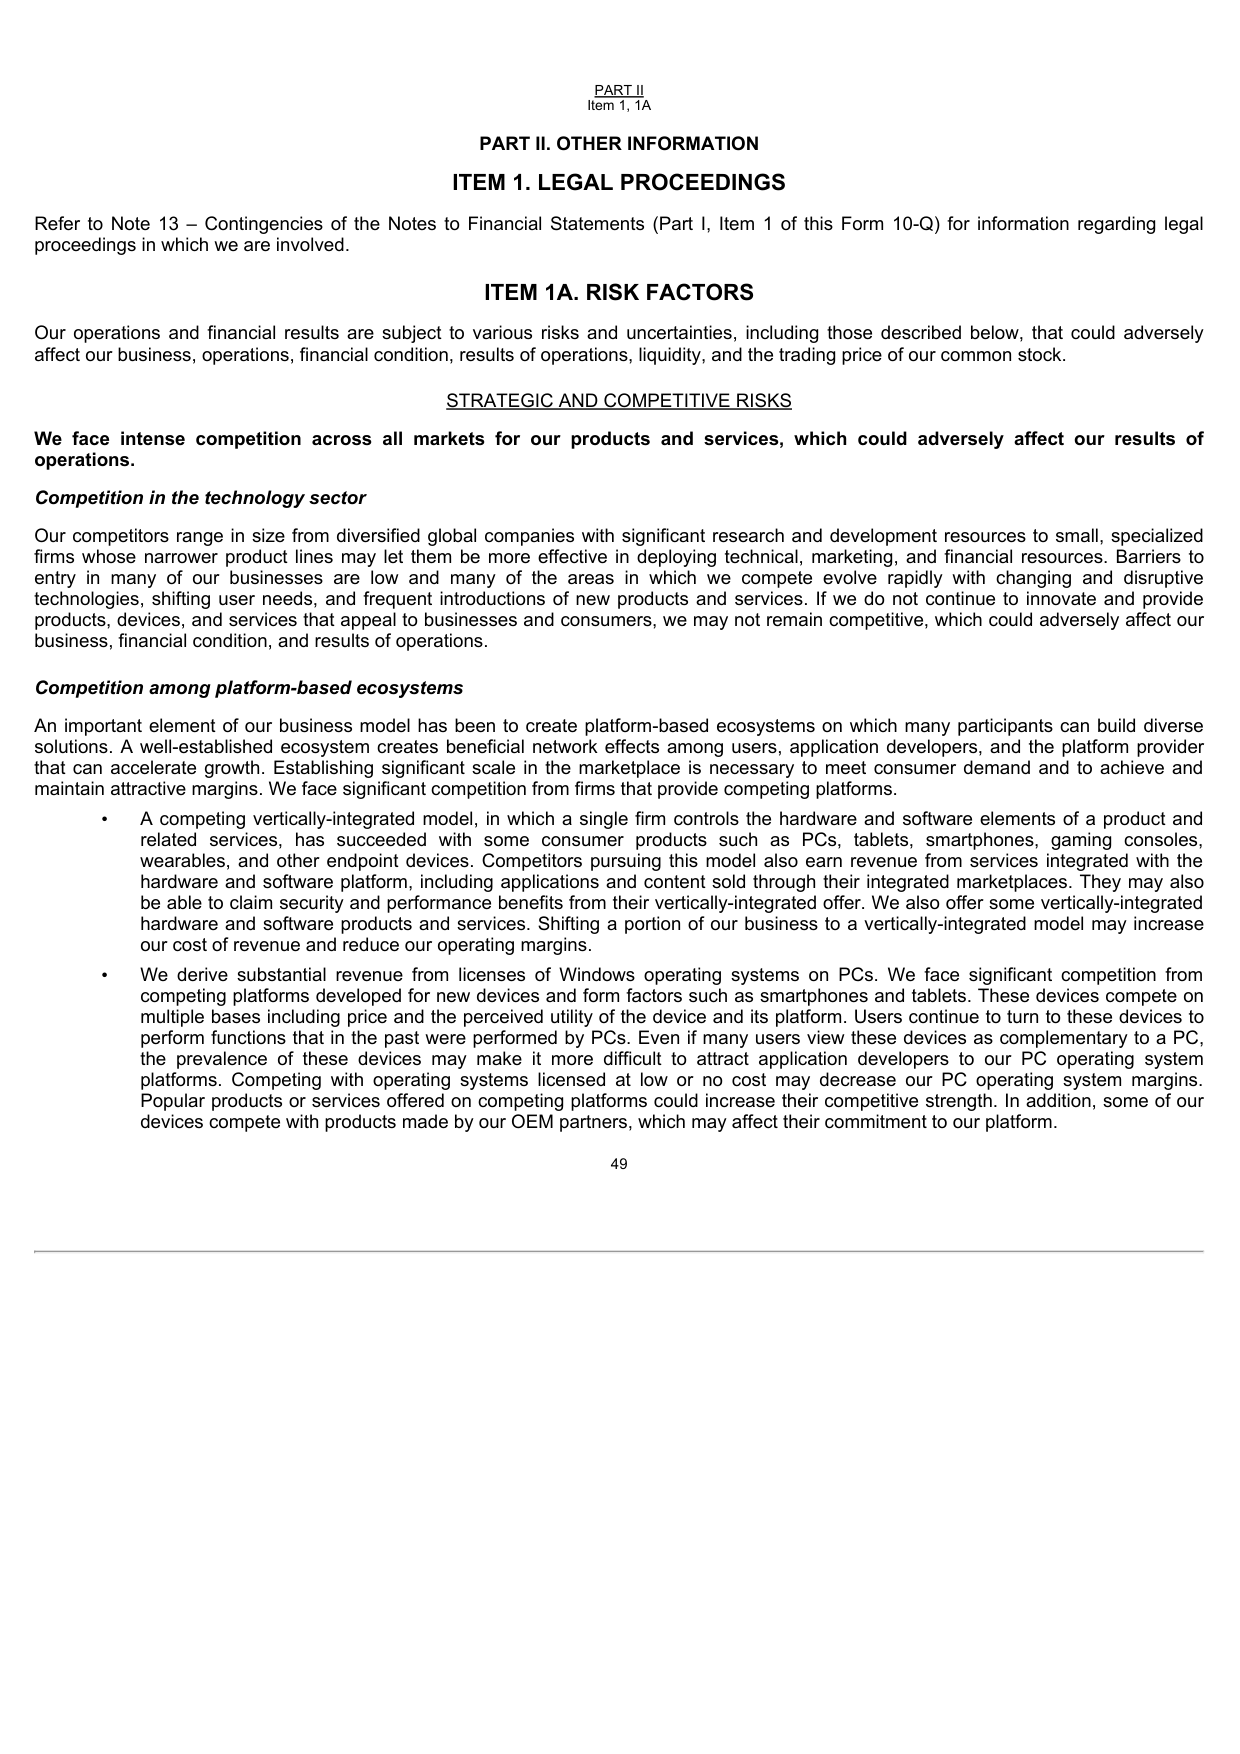 PART II
Item 1, 1A
PART II. OTHER INFORMATION
ITEM 1. LEGAL PROCEEDINGS
Refer to Note 13 – Contingencies of the Notes to Financial Statements (Part I, Item 1 of this Form 10-Q) for information regarding legal
proceedings in which we are involved.
ITEM 1A. RISK FACTORS
Our operations and financial results are subject to various risks and uncertainties, including those described below, that could adversely
affect our business, operations, financial condition, results of operations, liquidity, and the trading price of our common stock.
STRATEGIC AND COMPETITIVE RISKS
We face intense competition across all markets for our products and services, which could adversely affect our results of
operations.
Competition in the technology sector
Our competitors range in size from diversified global companies with significant research and development resources to small, specialized
firms whose narrower product lines may let them be more effective in deploying technical, marketing, and financial resources. Barriers to
entry in many of our businesses are low and many of the areas in which we compete evolve rapidly with changing and disruptive
technologies, shifting user needs, and frequent introductions of new products and services. If we do not continue to innovate and provide
products, devices, and services that appeal to businesses and consumers, we may not remain competitive, which could adversely affect our
business, financial condition, and results of operations.
Competition among platform-based ecosystems
An important element of our business model has been to create platform-based ecosystems on which many participants can build diverse
solutions. A well-established ecosystem creates beneficial network effects among users, application developers, and the platform provider
that can accelerate growth. Establishing significant scale in the marketplace is necessary to meet consumer demand and to achieve and
maintain attractive margins. We face significant competition from firms that provide competing platforms.
• A competing vertically-integrated model, in which a single firm controls the hardware and software elements of a product and
related services, has succeeded with some consumer products such as PCs, tablets, smartphones, gaming consoles,
wearables, and other endpoint devices. Competitors pursuing this model also earn revenue from services integrated with the
hardware and software platform, including applications and content sold through their integrated marketplaces. They may also
be able to claim security and performance benefits from their vertically-integrated offer. We also offer some vertically-integrated
hardware and software products and services. Shifting a portion of our business to a vertically-integrated model may increase
our cost of revenue and reduce our operating margins.
• We derive substantial revenue from licenses of Windows operating systems on PCs. We face significant competition from
competing platforms developed for new devices and form factors such as smartphones and tablets. These devices compete on
multiple bases including price and the perceived utility of the device and its platform. Users continue to turn to these devices to
perform functions that in the past were performed by PCs. Even if many users view these devices as complementary to a PC,
the prevalence of these devices may make it more difficult to attract application developers to our PC operating system
platforms. Competing with operating systems licensed at low or no cost may decrease our PC operating system margins.
Popular products or services offered on competing platforms could increase their competitive strength. In addition, some of our
devices compete with products made by our OEM partners, which may affect their commitment to our platform.
49